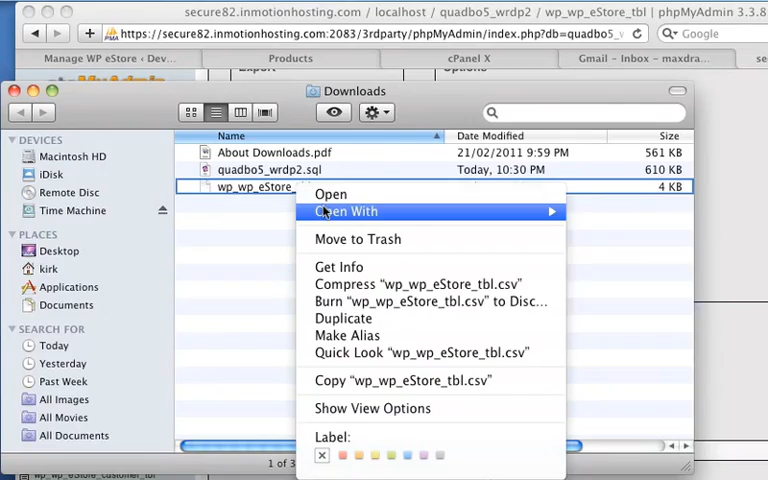 secure82.inmotionhosting.com / localhost / quadbo5_wrdp2 / wp_wp_eStore_tbl | phpMyAdmin 3.3.8
https://secure82.inmotionhosting.com:2083/3rdparty/phpMyAdmin/index.php?db=quadbo5_w
Google
Manage WP eStore ‹ Dev...
Products
cPanel X
Gmail – Inbox – maxdra...
se
Downloads
DEVICES
Macintosh HD
iDisk
Remote Disc
Time Machine
PLACES
Desktop
kirk
Applications
Documents
SEARCH FOR
Today
Yesterday
Past Week
All Images
All Movies
All Documents
Name
Date Modified
Size
About Downloads.pdf
21/02/2011 9:59 PM
561 KB
quadbo5_wrdp2.sql
Today, 10:30 PM
610 KB
wp_wp_eStore_
4 KB
Open
Open With
Move to Trash
Get Info
Compress “wp_wp_eStore_tbl.csv”
Burn “wp_wp_eStore_tbl.csv” to Disc...
Duplicate
Make Alias
Quick Look “wp_wp_eStore_tbl.csv”
Copy “wp_wp_eStore_tbl.csv”
Show View Options
Label:
1 of 3
wp_wp_eStore_customer_tbl